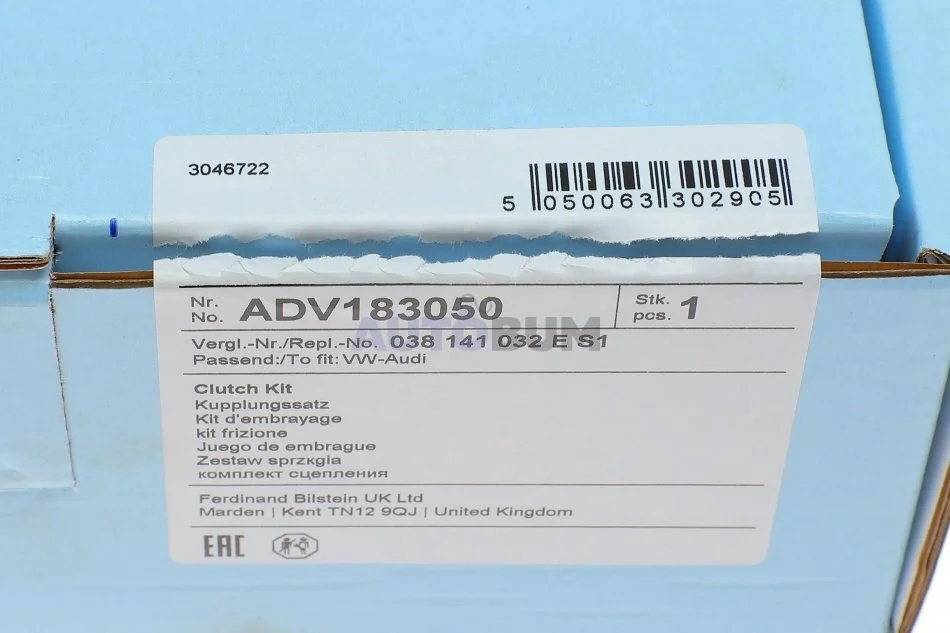 3046722
5 050063 302905
Nr.
No. ADV183050
Stk.
pcs. 1
AUTOBUM
Vergl.-Nr./Repl.-No. 038 141 032 E S1
Passend:/To fit: VW-Audi
Clutch Kit
Kupplungssatz
Kit d'embrayage
kit frizione
Juego de embrague
Zestaw sprzкgia
комплект сцепления
Ferdinand Bilstein UK Ltd
Marden | Kent TN12 9QJ | United Kingdom
EAC